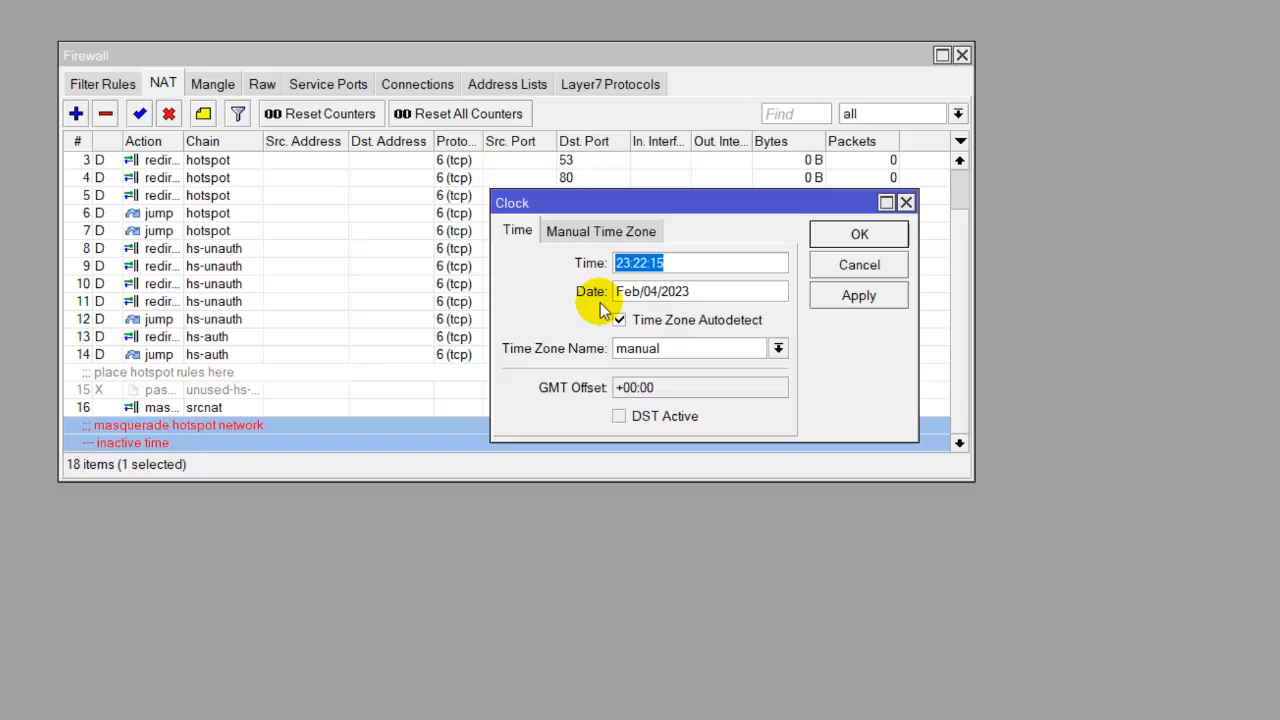 Firewall
Filter Rules NAT Mangle Raw Service Ports Connections Address Lists Layer7 Protocols
00 Reset Counters 00 Reset All Counters Find all
# Action Chain Src. Address Dst. Address Proto... Src. Port Dst. Port In. Interf... Out. Inte... Bytes Packets
3 D redir... hotspot 6 (tcp) 53 0 B 0
4 D redir... hotspot 6 (tcp) 80 0 B 0
5 D redir... hotspot 6 (tcp)
6 D jump hotspot 6 (tcp)
7 D jump hotspot 6 (tcp)
8 D redir... hs-unauth 6 (tcp)
9 D redir... hs-unauth 6 (tcp)
10 D redir... hs-unauth 6 (tcp)
11 D redir... hs-unauth 6 (tcp)
12 D jump hs-unauth 6 (tcp)
13 D redir... hs-auth 6 (tcp)
14 D jump hs-auth 6 (tcp)
;;; place hotspot rules here
15 X pas... unused-hs-...
16 mas... srcnat
;;; masquerade hotspot network
--- inactive time
18 items (1 selected)
Clock
Time Manual Time Zone
Time: 23:22:15
Date: Feb/04/2023
Time Zone Autodetect
Time Zone Name: manual
GMT Offset: +00:00
DST Active
OK
Cancel
Apply